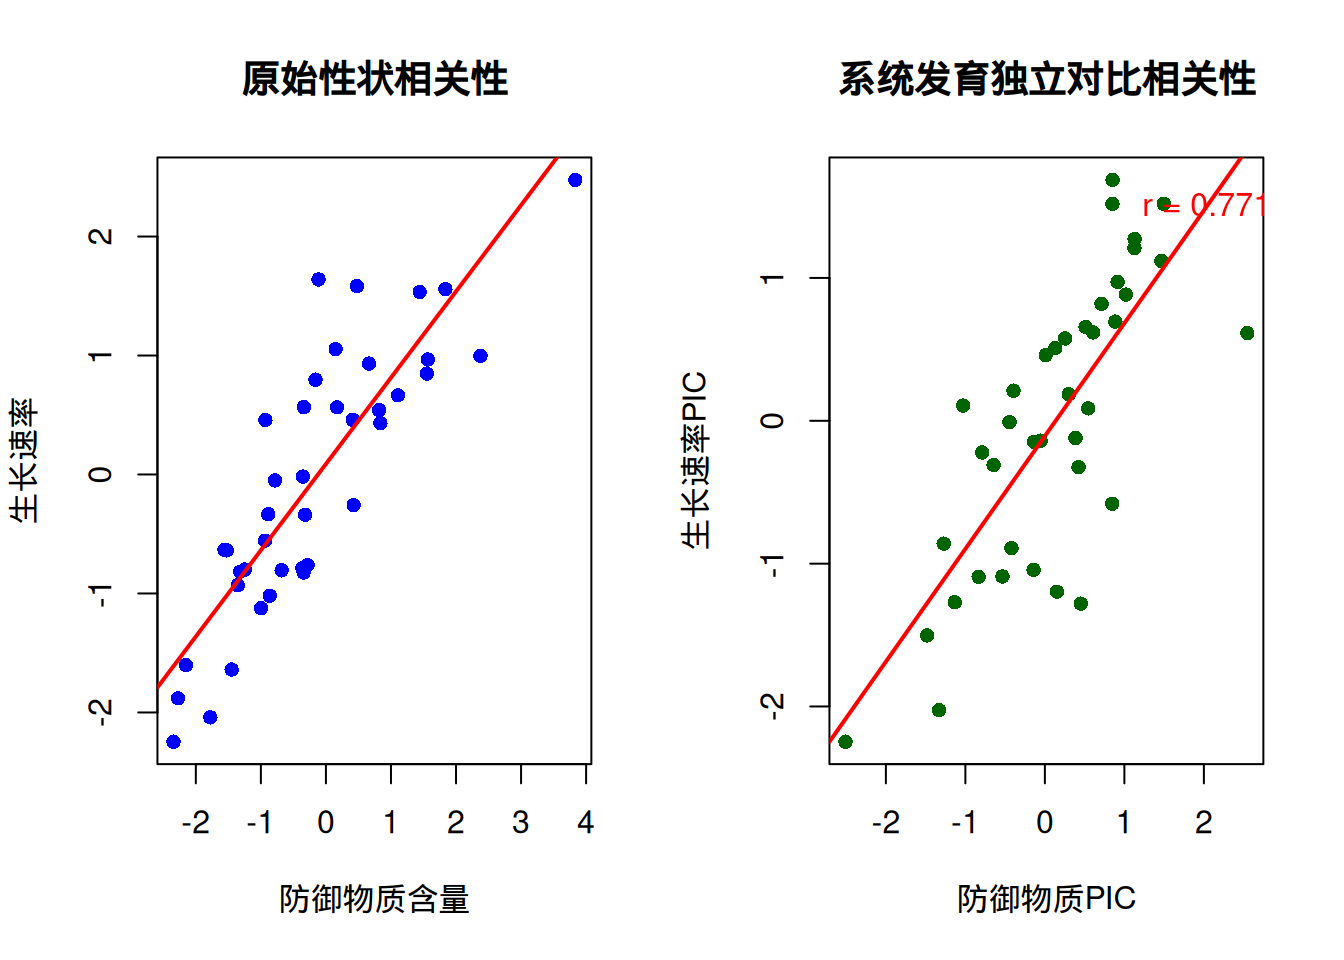 原始性状相关性
生长速率
2
1
0
-1
-2
-2 -1 0 1 2 3 4
防御物质含量
系统发育独立对比相关性
r = 0.771
生长速率PIC
1
0
-1
-2
-2 -1 0 1 2
防御物质PIC